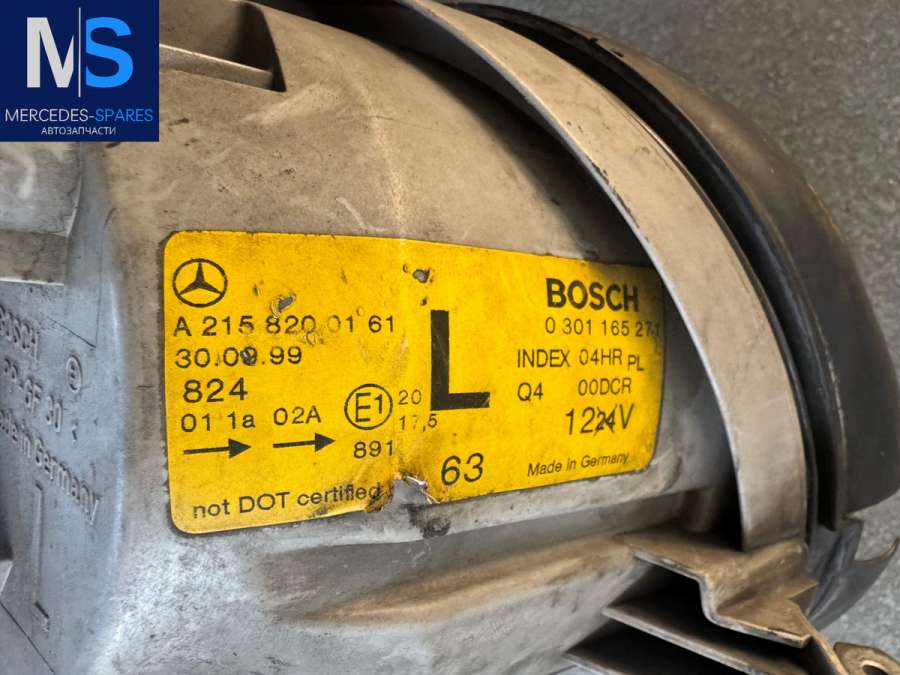 MS
MERCEDES-SPARES
АВТОЗАПЧАСТИ
BOSCH
A 215 820 01 61
0 301 165 27
30.09.99
INDEX 04HR PL
824
Q4 00DCR
01 1a 02A
E1
20
17,5
L
1224V
891
63
Made in Germany
not DOT certified
BOSCH
Made in Germany